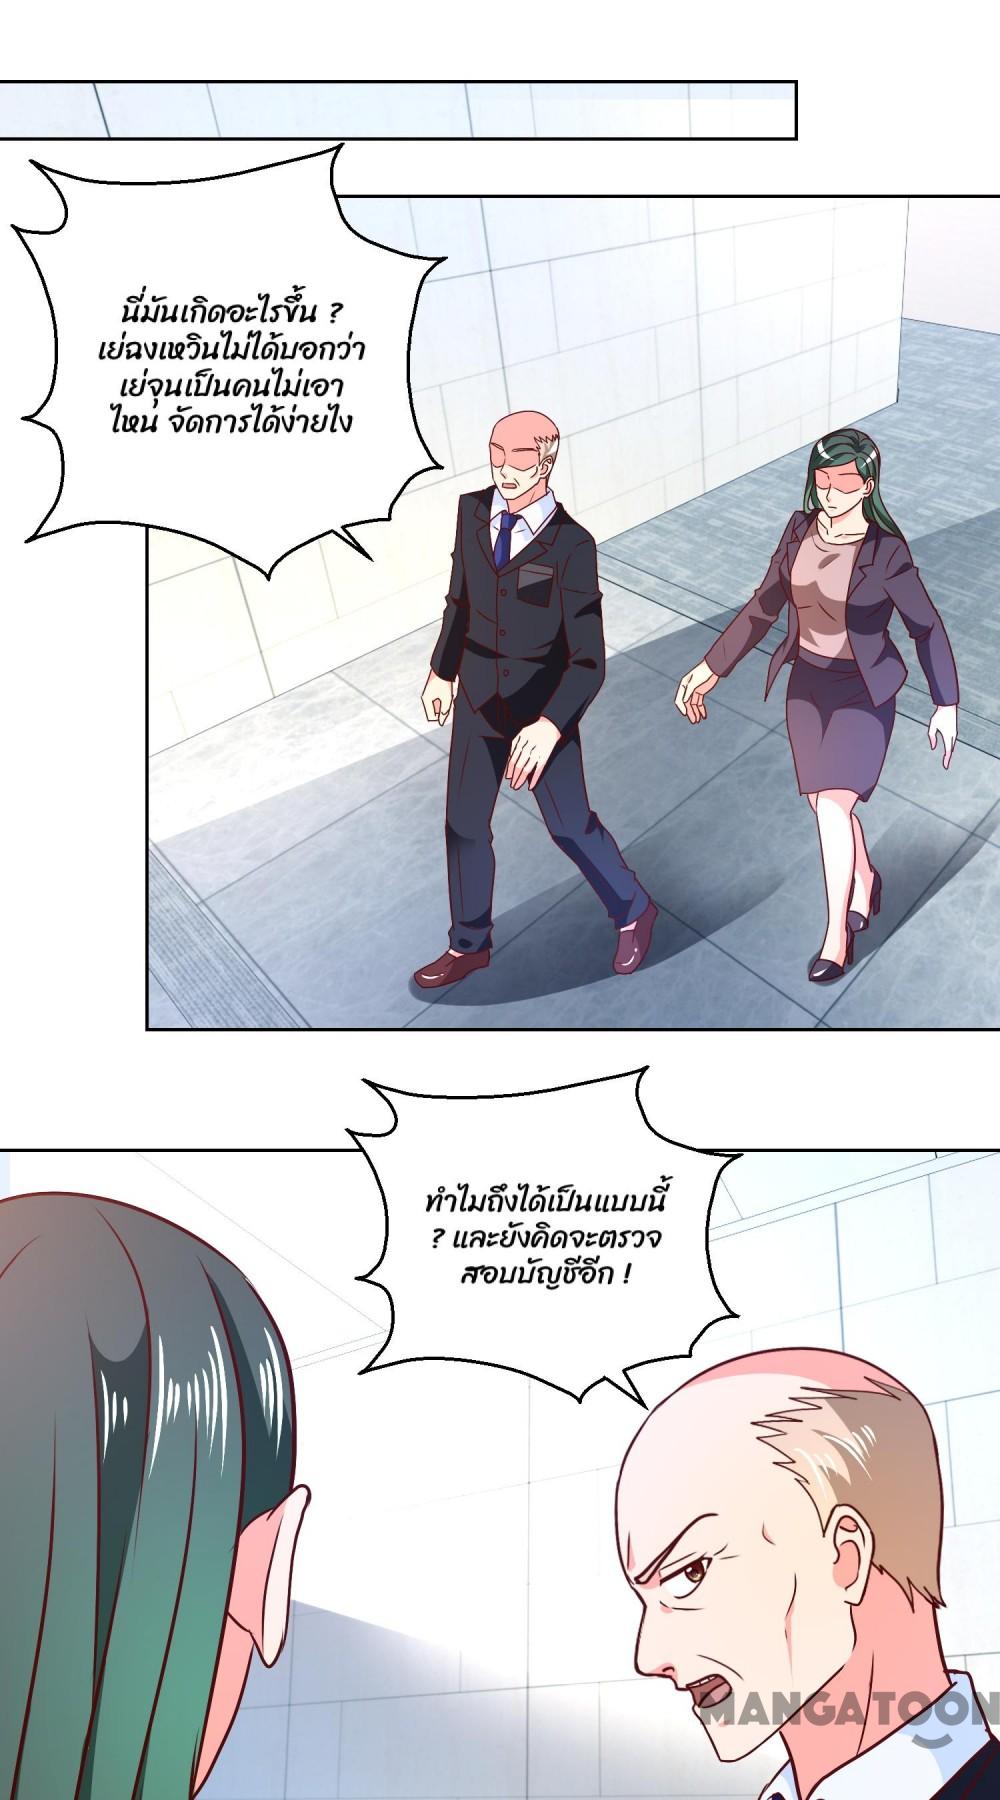 นี่มันเกิดอะไรขึ้น ?
เย่ฉงเหวินไม่ได้บอกว่า
เย่จุนเป็นคนไม่เอา
ไหน จัดการได้ง่ายไง
ทำไมถึงได้เป็นแบบนี้
? และยังคิดจะตรวจ
สอบบัญชีอีก !
MANGATOON